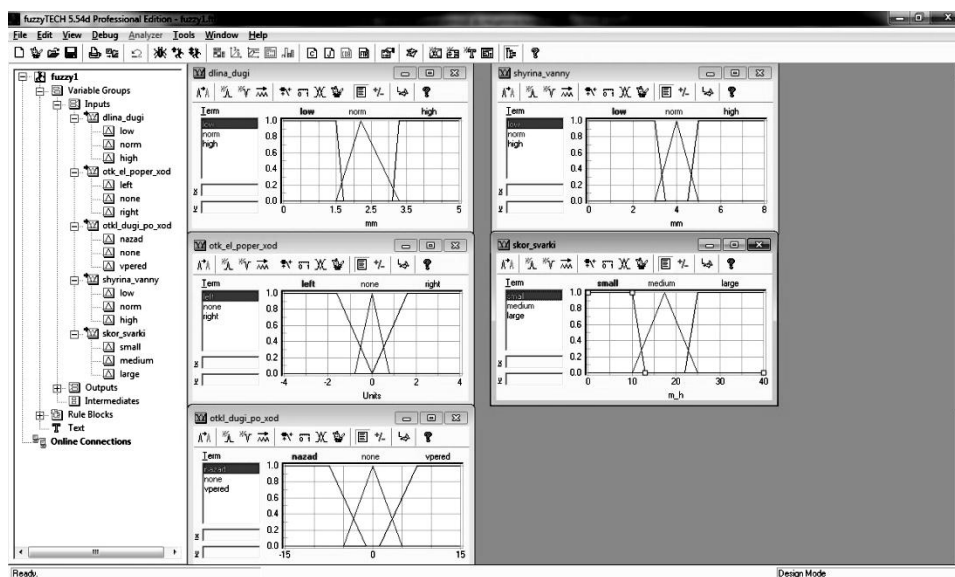 fuzzyTECH 5.54d Professional Edition - fuzzy1.ft
File Edit View Debug Analyzer Tools Window Help
fuzzy1
Variable Groups
Inputs
dlina_dugi
low
norm
high
otk_el_poper_xod
left
none
right
otkl_dugi_po_xod
nazad
none
vpered
shyrina_vanny
low
norm
high
skor_svarki
small
medium
large
Outputs
Intermediates
Rule Blocks
Text
Online Connections
dlina_dugi
Term
low
norm
high
x
y
low norm high
1.0
0.8
0.6
0.4
0.2
0.0
0 1.5 2.5 3.5 5
mm
shyrina_vanny
Term
low
norm
high
x
y
low norm high
1.0
0.8
0.6
0.4
0.2
0.0
0 2 4 6 8
mm
otk_el_poper_xod
Term
left
none
right
x
y
left none right
1.0
0.8
0.6
0.4
0.2
0.0
-4 -2 0 2 4
Units
skor_svarki
Term
small
medium
large
x
y
small medium large
1.0
0.8
0.6
0.4
0.2
0.0
0 10 20 30 40
m_h
otkl_dugi_po_xod
Term
nazad
none
vpered
x
y
nazad none vpered
1.0
0.8
0.6
0.4
0.2
0.0
-15 0 15
Ready.
Design Mode